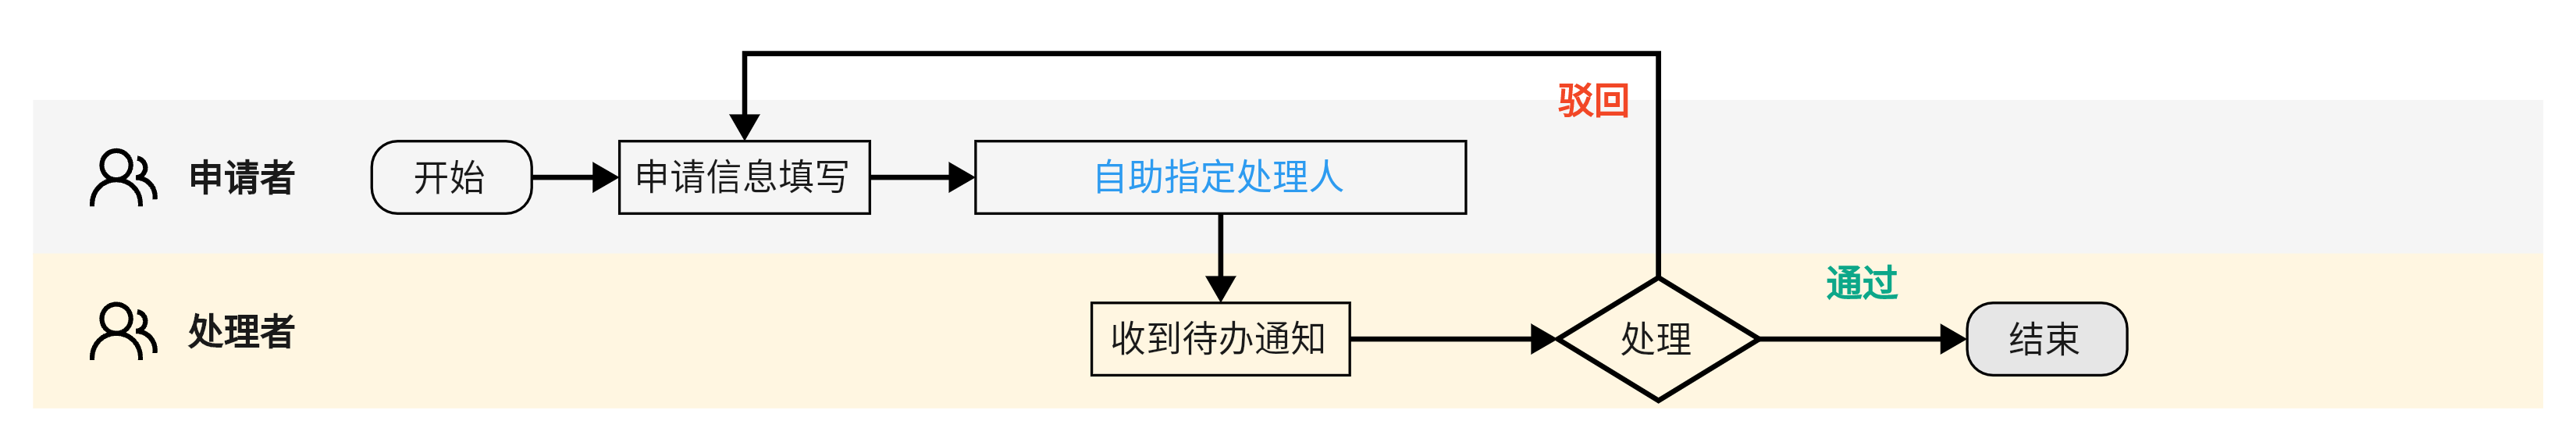 驳回
申请者
开始
申请信息填写
自助指定处理人
通过
处理者
收到待办通知
处理
结束